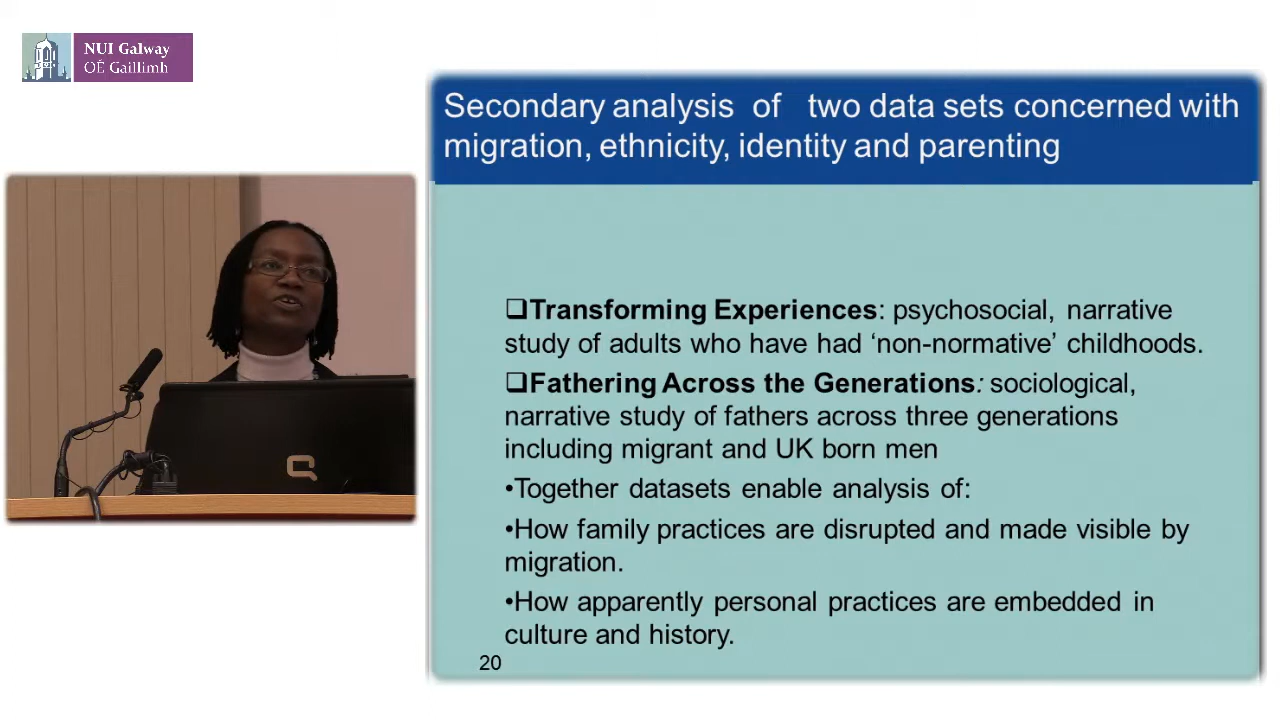 NUI Galway
OÉ Gaillimh
Secondary analysis of two data sets concerned with
migration, ethnicity, identity and parenting
❑Transforming Experiences: psychosocial, narrative
study of adults who have had ‘non-normative’ childhoods.
❑Fathering Across the Generations: sociological,
narrative study of fathers across three generations
including migrant and UK born men
•Together datasets enable analysis of:
•How family practices are disrupted and made visible by
migration.
•How apparently personal practices are embedded in
culture and history.
20